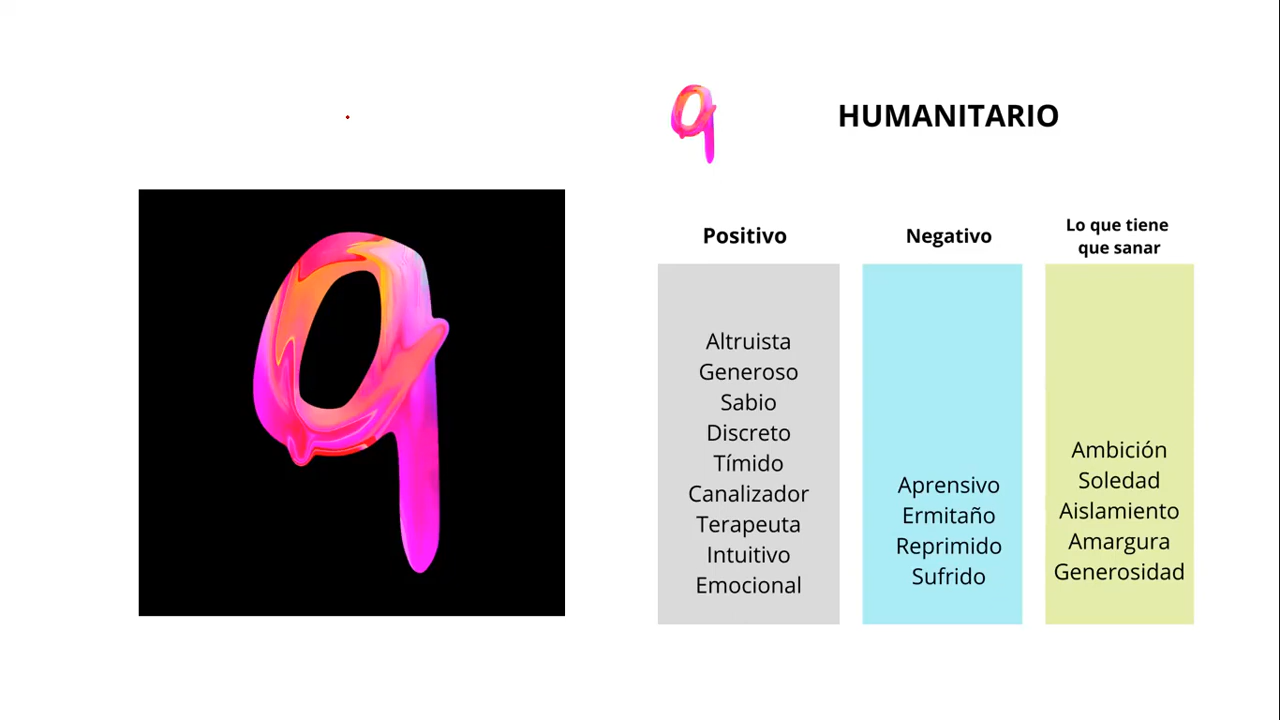 9
9
HUMANITARIO
Positivo
Altruista
Generoso
Sabio
Discreto
Tímido
Canalizador
Terapeuta
Intuitivo
Emocional
Negativo
Aprensivo
Ermitaño
Reprimido
Sufrido
Lo que tiene
que sanar
Ambición
Soledad
Aislamiento
Amargura
Generosidad